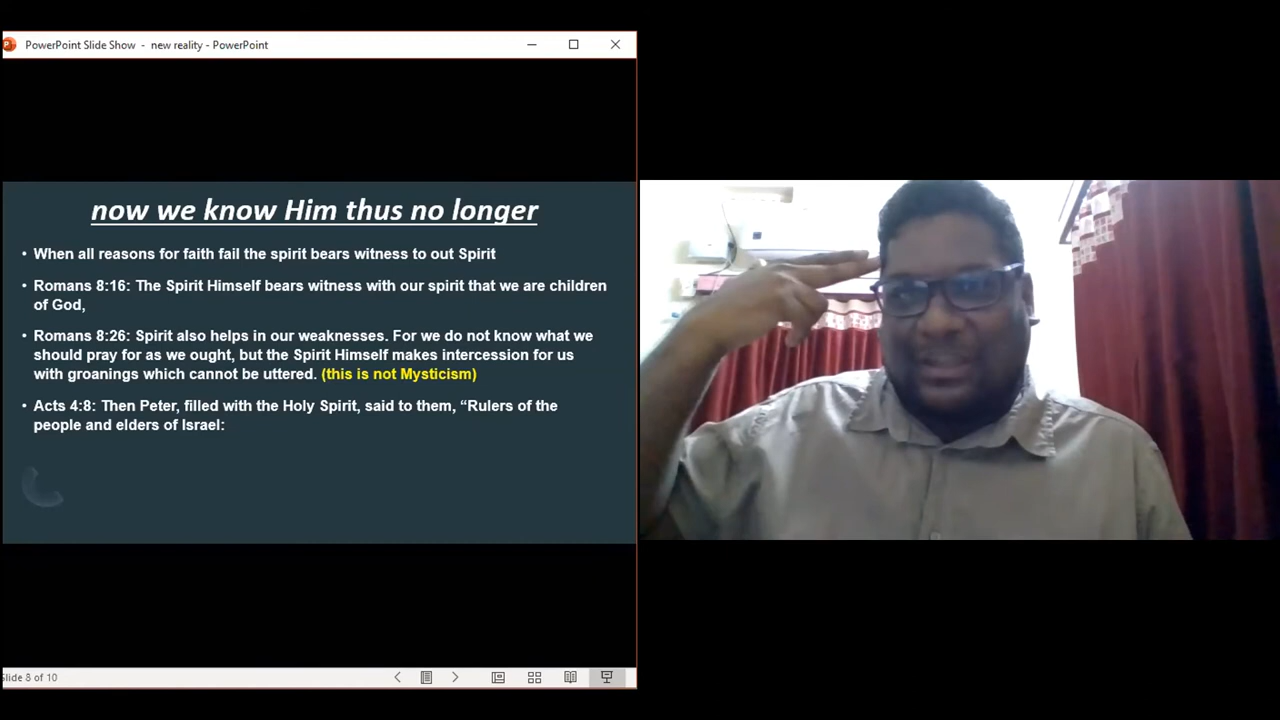 PowerPoint Slide Show - new reality - PowerPoint
now we know Him thus no longer
• When all reasons for faith fail the spirit bears witness to out Spirit
• Romans 8:16: The Spirit Himself bears witness with our spirit that we are children
of God,
• Romans 8:26: Spirit also helps in our weaknesses. For we do not know what we
should pray for as we ought, but the Spirit Himself makes intercession for us
with groanings which cannot be uttered. (this is not Mysticism)
• Acts 4:8: Then Peter, filled with the Holy Spirit, said to them, “Rulers of the
people and elders of Israel:
Slide 8 of 10